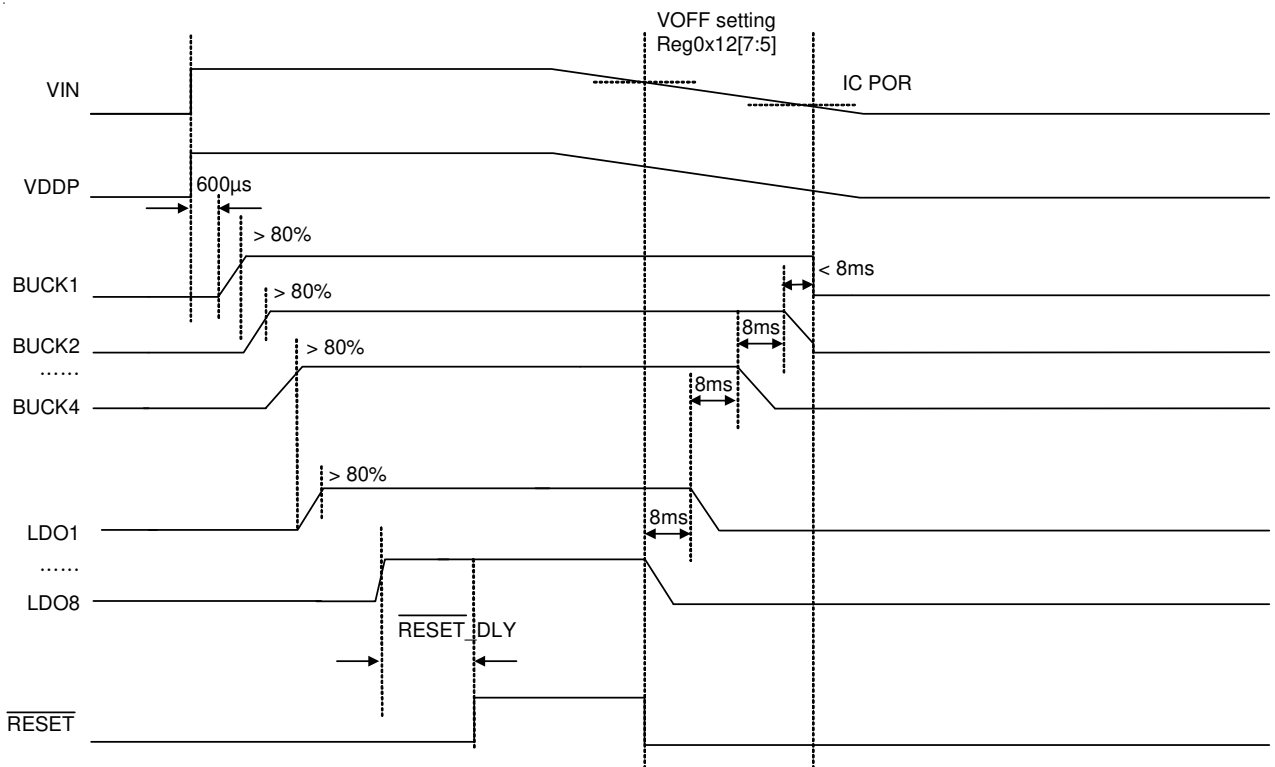 VOFF setting
Reg0x12[7:5]
VIN
IC POR
VDDP
600µs
> 80%
BUCK1
< 8ms
> 80%
BUCK2
8ms
......
> 80%
BUCK4
8ms
> 80%
LDO1
8ms
......
LDO8
RESET_DLY
RESET